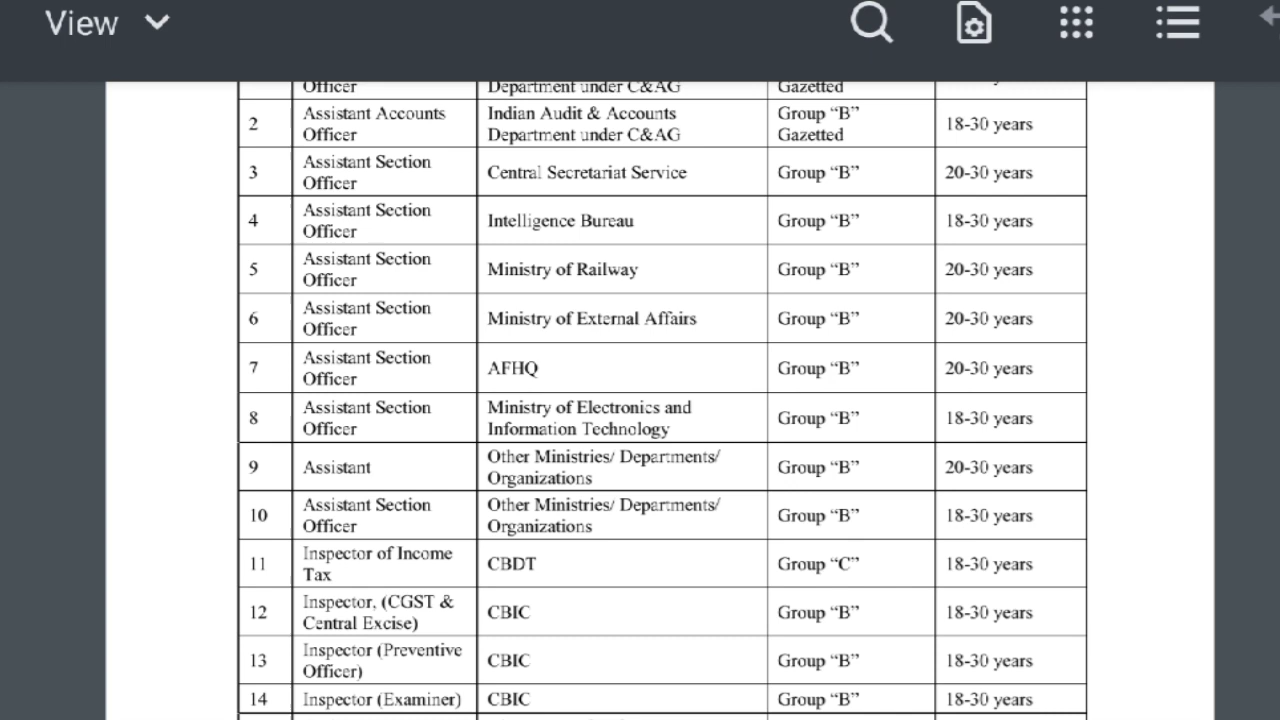 View
Officer Department under C&AG Gazetted
2 Assistant Accounts Officer Indian Audit & Accounts Department under C&AG Group “B” Gazetted 18-30 years
3 Assistant Section Officer Central Secretariat Service Group “B” 20-30 years
4 Assistant Section Officer Intelligence Bureau Group “B” 18-30 years
5 Assistant Section Officer Ministry of Railway Group “B” 20-30 years
6 Assistant Section Officer Ministry of External Affairs Group “B” 20-30 years
7 Assistant Section Officer AFHQ Group “B” 20-30 years
8 Assistant Section Officer Ministry of Electronics and Information Technology Group “B” 18-30 years
9 Assistant Other Ministries/ Departments/ Organizations Group “B” 20-30 years
10 Assistant Section Officer Other Ministries/ Departments/ Organizations Group “B” 18-30 years
11 Inspector of Income Tax CBDT Group “C” 18-30 years
12 Inspector, (CGST & Central Excise) CBIC Group “B” 18-30 years
13 Inspector (Preventive Officer) CBIC Group “B” 18-30 years
14 Inspector (Examiner) CBIC Group “B” 18-30 years